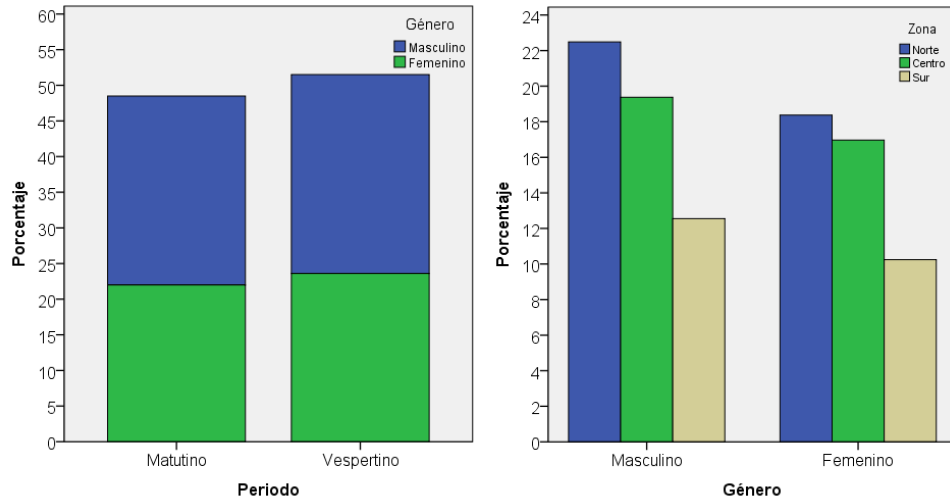 Porcentaje
60
55
50
45
40
35
30
25
20
15
10
5
0
Género
Masculino
Femenino
Matutino Vespertino
Periodo
Porcentaje
24
22
20
18
16
14
12
10
8
6
4
2
0
Zona
Norte
Centro
Sur
Masculino Femenino
Género